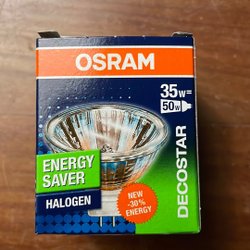 OSRAM
35W=
50W
ENERGY
SAVER
HALOGEN
NEW
-30%
ENERGY
DECOSTAR